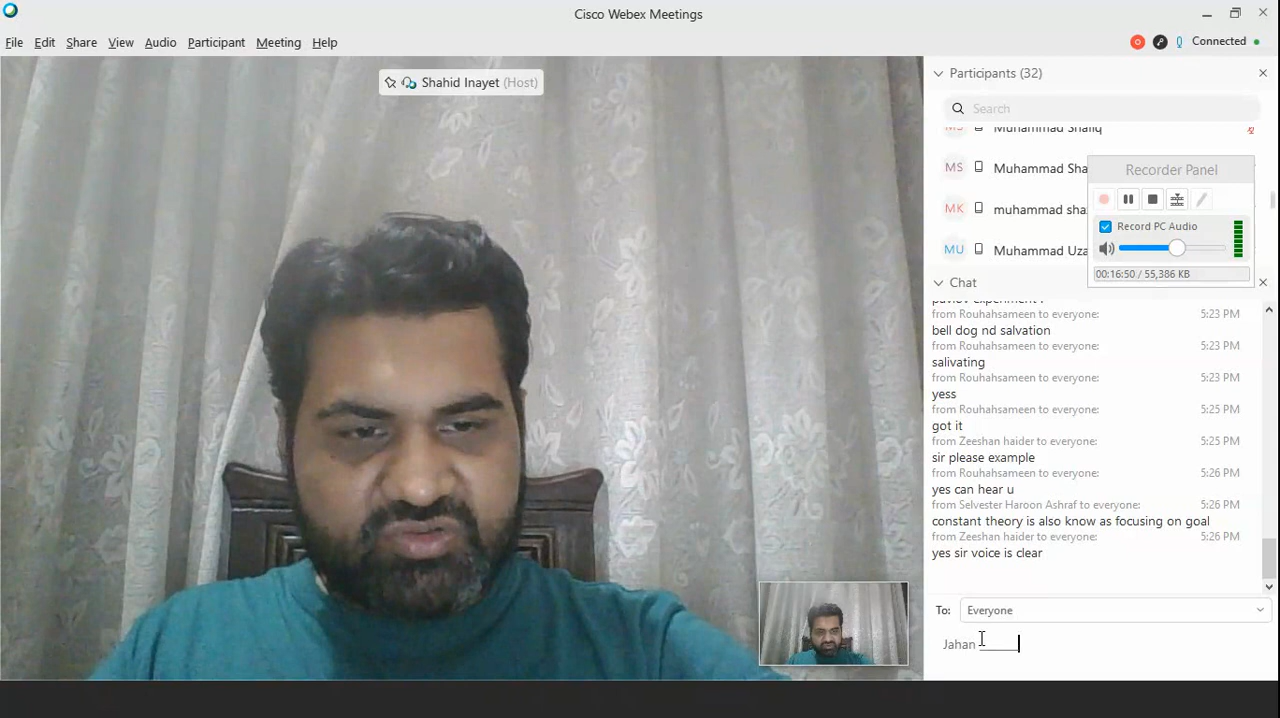 Cisco Webex Meetings
File Edit Share View Audio Participant Meeting Help
Connected
Shahid Inayet (Host)
Participants (32)
Search
MS Muhammad Shafiq
MS Muhammad Sha
MK muhammad sha
MU Muhammad Uza
Recorder Panel
Record PC Audio
00:16:50 / 55,386 KB
Chat
pavlov experiment
from Rouhahsameen to everyone: 5:23 PM
bell dog nd salvation
from Rouhahsameen to everyone: 5:23 PM
salivating
from Rouhahsameen to everyone: 5:23 PM
yess
from Rouhahsameen to everyone: 5:25 PM
got it
from Zeeshan haider to everyone: 5:25 PM
sir please example
from Rouhahsameen to everyone: 5:26 PM
yes can hear u
from Selvester Haroon Ashraf to everyone: 5:26 PM
constant theory is also know as focusing on goal
from Zeeshan haider to everyone: 5:26 PM
yes sir voice is clear
To: Everyone
Jahan _____